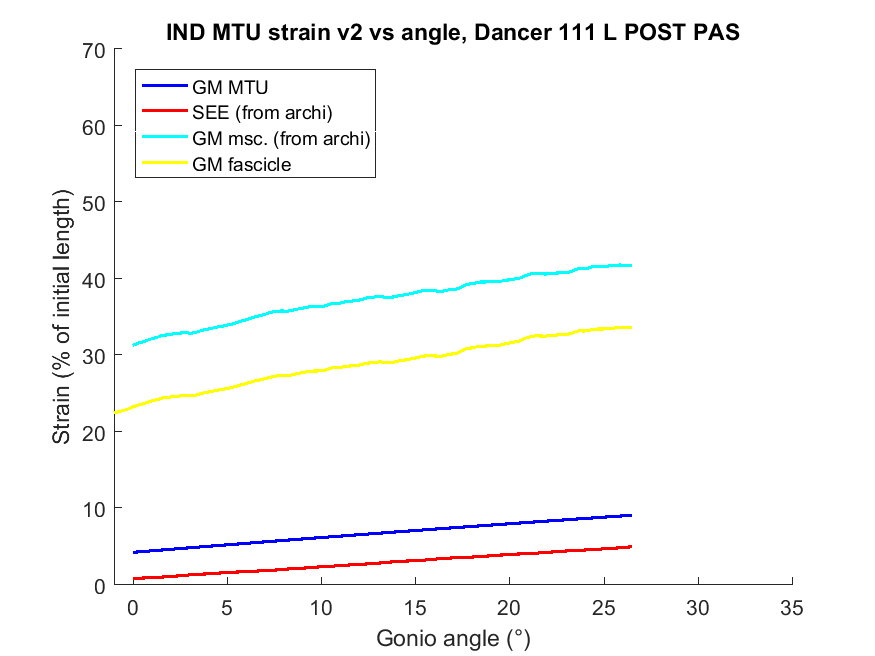 IND MTU strain v2 vs angle, Dancer 111 L POST PAS
70
60
50
40
30
20
10
0
Strain (% of initial length)
GM MTU
SEE (from archi)
GM msc. (from archi)
GM fascicle
0 5 10 15 20 25 30 35
Gonio angle (°)